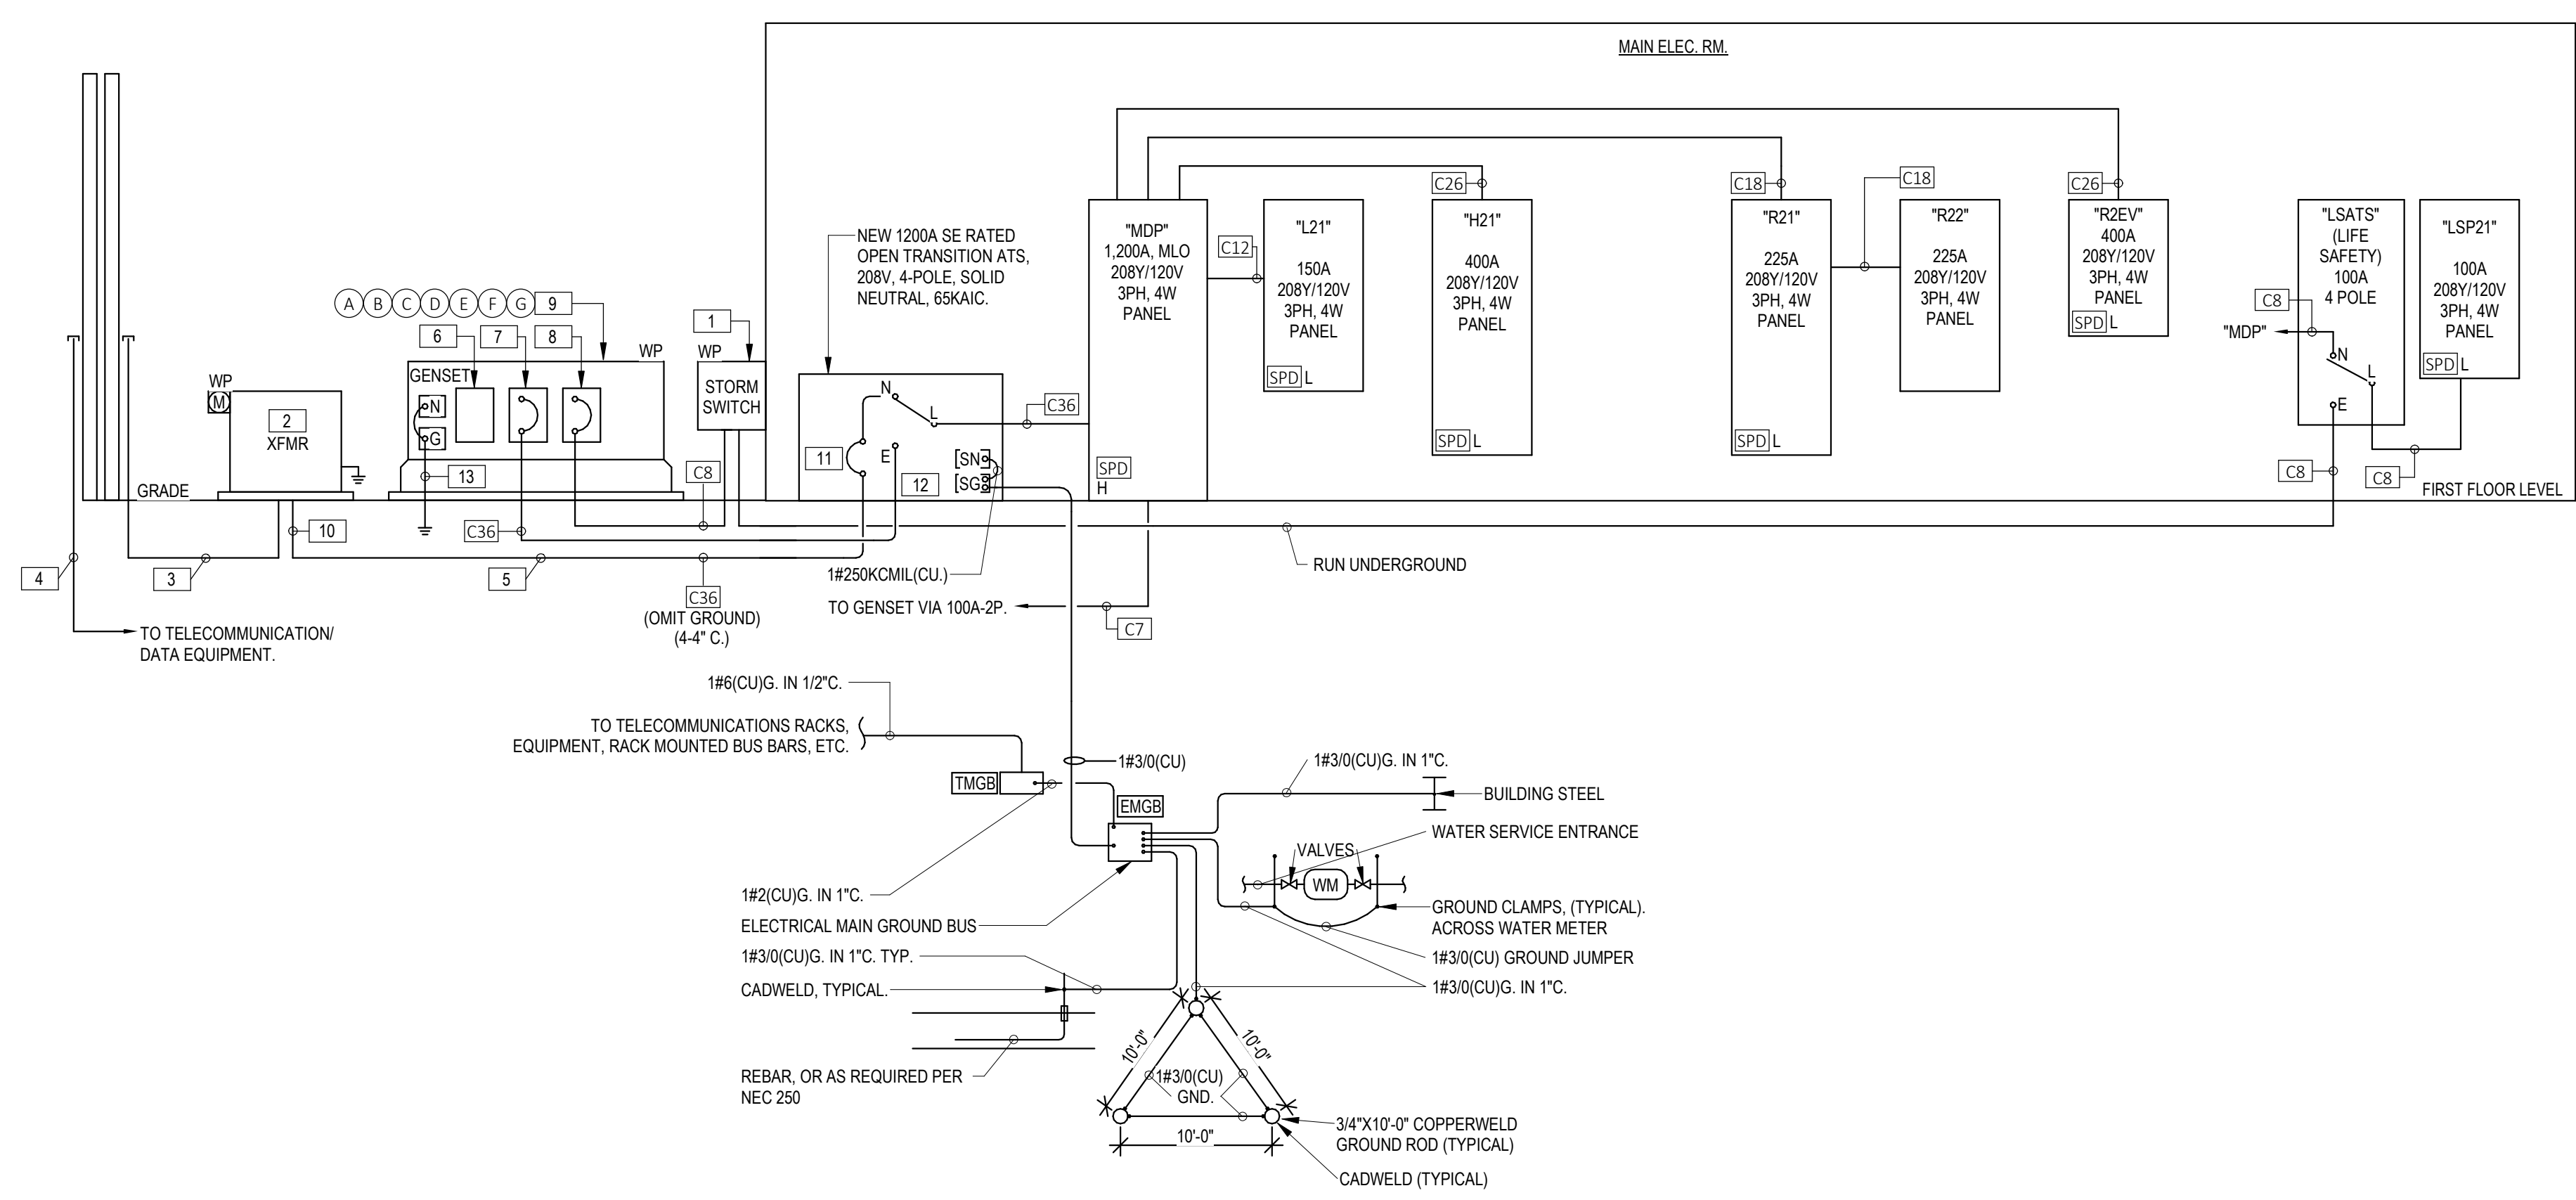 MAIN ELEC. RM.
C26
C18
C18
C26
"MDP"
1,200A, MLO
208Y/120V
3PH, 4W
PANEL
SPD
H
C12
"L21"
150A
208Y/120V
3PH, 4W
PANEL
SPD L
"H21"
400A
208Y/120V
3PH, 4W
PANEL
SPD L
"R21"
225A
208Y/120V
3PH, 4W
PANEL
SPD L
"R22"
225A
208Y/120V
3PH, 4W
PANEL
"R2EV"
400A
208Y/120V
3PH, 4W
PANEL
SPD L
"LSATS"
(LIFE
SAFETY)
100A
4 POLE
C8
"MDP"
N
L
E
"LSP21"
100A
208Y/120V
3PH, 4W
PANEL
SPD L
C8
C8
FIRST FLOOR LEVEL
NEW 1200A SE RATED
OPEN TRANSITION ATS,
208V, 4-POLE, SOLID
NEUTRAL, 65KAIC.
A B C D E F G 9
6
7
8
1
WP
GENSET
N
G
13
WP
STORM
SWITCH
WP
M
2
XFMR
GRADE
N
L
E
11
12
SN
SG
C36
C8
C36
10
4
3
5
C36
(OMIT GROUND)
(4-4" C.)
1#250KCMIL(CU.)
RUN UNDERGROUND
TO GENSET VIA 100A-2P.
C7
TO TELECOMMUNICATION/
DATA EQUIPMENT.
1#6(CU)G. IN 1/2"C.
TO TELECOMMUNICATIONS RACKS,
EQUIPMENT, RACK MOUNTED BUS BARS, ETC.
1#3/0(CU)
TMGB
EMGB
1#3/0(CU)G. IN 1"C.
BUILDING STEEL
WATER SERVICE ENTRANCE
VALVES
WM
GROUND CLAMPS, (TYPICAL).
ACROSS WATER METER
1#3/0(CU) GROUND JUMPER
1#3/0(CU)G. IN 1"C.
1#2(CU)G. IN 1"C.
ELECTRICAL MAIN GROUND BUS
1#3/0(CU)G. IN 1"C. TYP.
CADWELD, TYPICAL.
REBAR, OR AS REQUIRED PER
NEC 250
10'-0"
10'-0"
1#3/0(CU)
GND.
10'-0"
3/4"X10'-0" COPPERWELD
GROUND ROD (TYPICAL)
CADWELD (TYPICAL)